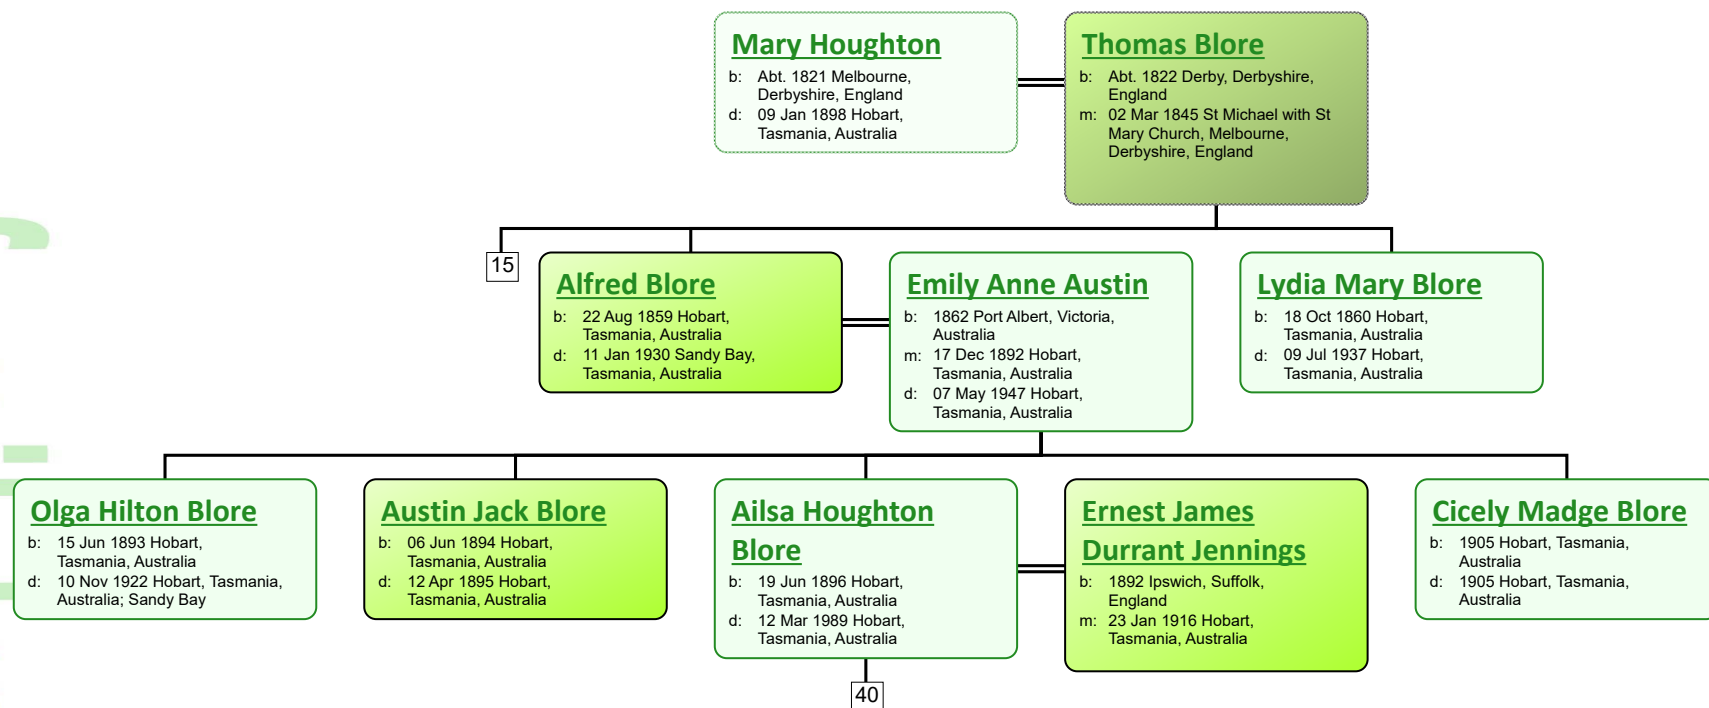 Mary Houghton
b: Abt. 1821 Melbourne,
Derbyshire, England
d: 09 Jan 1898 Hobart,
Tasmania, Australia
Thomas Blore
b: Abt. 1822 Derby, Derbyshire,
England
m: 02 Mar 1845 St Michael with St
Mary Church, Melbourne,
Derbyshire, England
15
Alfred Blore
b: 22 Aug 1859 Hobart,
Tasmania, Australia
d: 11 Jan 1930 Sandy Bay,
Tasmania, Australia
Emily Anne Austin
b: 1862 Port Albert, Victoria,
Australia
m: 17 Dec 1892 Hobart,
Tasmania, Australia
d: 07 May 1947 Hobart,
Tasmania, Australia
Lydia Mary Blore
b: 18 Oct 1860 Hobart,
Tasmania, Australia
d: 09 Jul 1937 Hobart,
Tasmania, Australia
Olga Hilton Blore
b: 15 Jun 1893 Hobart,
Tasmania, Australia
d: 10 Nov 1922 Hobart, Tasmania,
Australia; Sandy Bay
Austin Jack Blore
b: 06 Jun 1894 Hobart,
Tasmania, Australia
d: 12 Apr 1895 Hobart,
Tasmania, Australia
Ailsa Houghton
Blore
b: 19 Jun 1896 Hobart,
Tasmania, Australia
d: 12 Mar 1989 Hobart,
Tasmania, Australia
Ernest James
Durrant Jennings
b: 1892 Ipswich, Suffolk,
England
m: 23 Jan 1916 Hobart,
Tasmania, Australia
Cicely Madge Blore
b: 1905 Hobart, Tasmania,
Australia
d: 1905 Hobart, Tasmania,
Australia
40